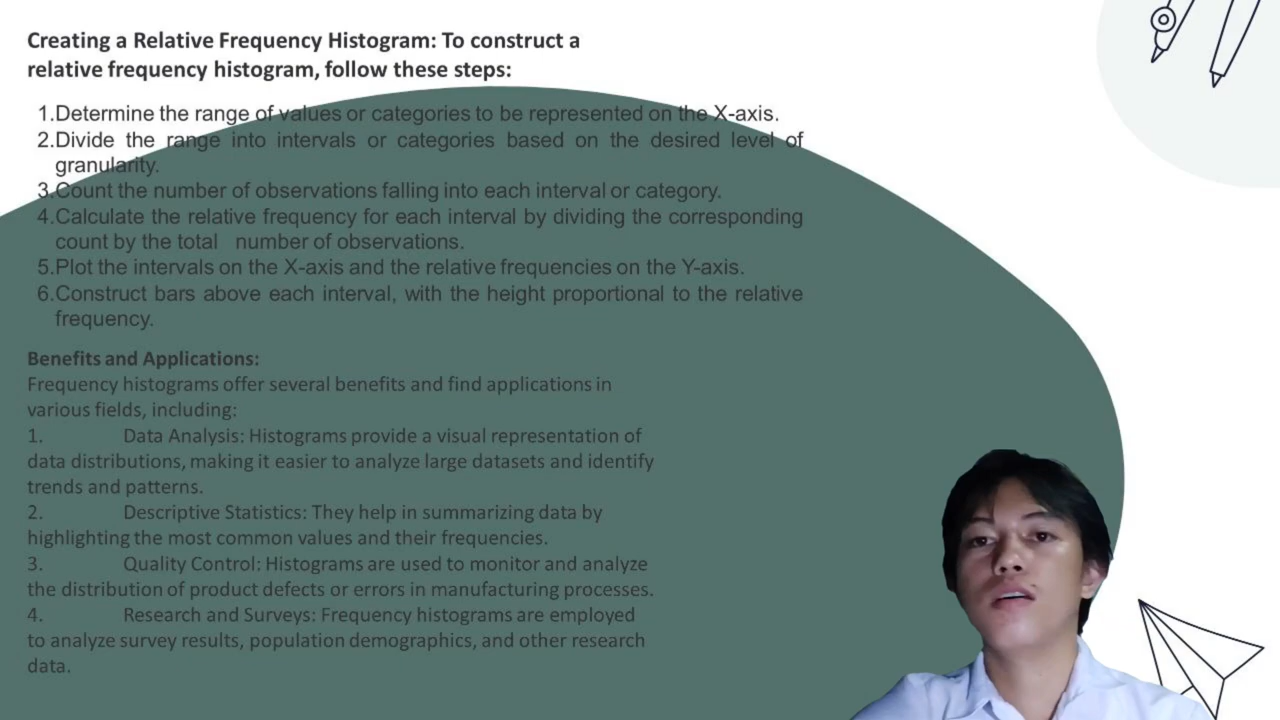 Creating a Relative Frequency Histogram: To construct a
relative frequency histogram, follow these steps:
1.Determine the range of values or categories to be represented on the X-axis.
2.Divide the range into intervals or categories based on the desired level of
granularity.
3.Count the number of observations falling into each interval or category.
4.Calculate the relative frequency for each interval by dividing the corresponding
count by the total number of observations.
5.Plot the intervals on the X-axis and the relative frequencies on the Y-axis.
6.Construct bars above each interval, with the height proportional to the relative
frequency.
Benefits and Applications:
Frequency histograms offer several benefits and find applications in
various fields, including:
1. Data Analysis: Histograms provide a visual representation of
data distributions, making it easier to analyze large datasets and identify
trends and patterns.
2. Descriptive Statistics: They help in summarizing data by
highlighting the most common values and their frequencies.
3. Quality Control: Histograms are used to monitor and analyze
the distribution of product defects or errors in manufacturing processes.
4. Research and Surveys: Frequency histograms are employed
to analyze survey results, population demographics, and other research
data.